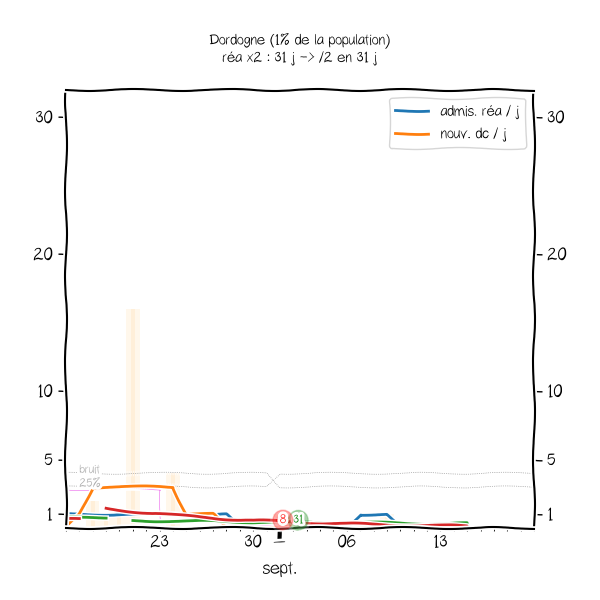 Dordogne (1% de la population)
réa x2 : 31 j -> /2 en 31 j
admis. réa / j
nouv. dc / j
30 30
20 20
10 10
5 5
bruit
25%
1 8 31 1
23 30 06 13
sept.